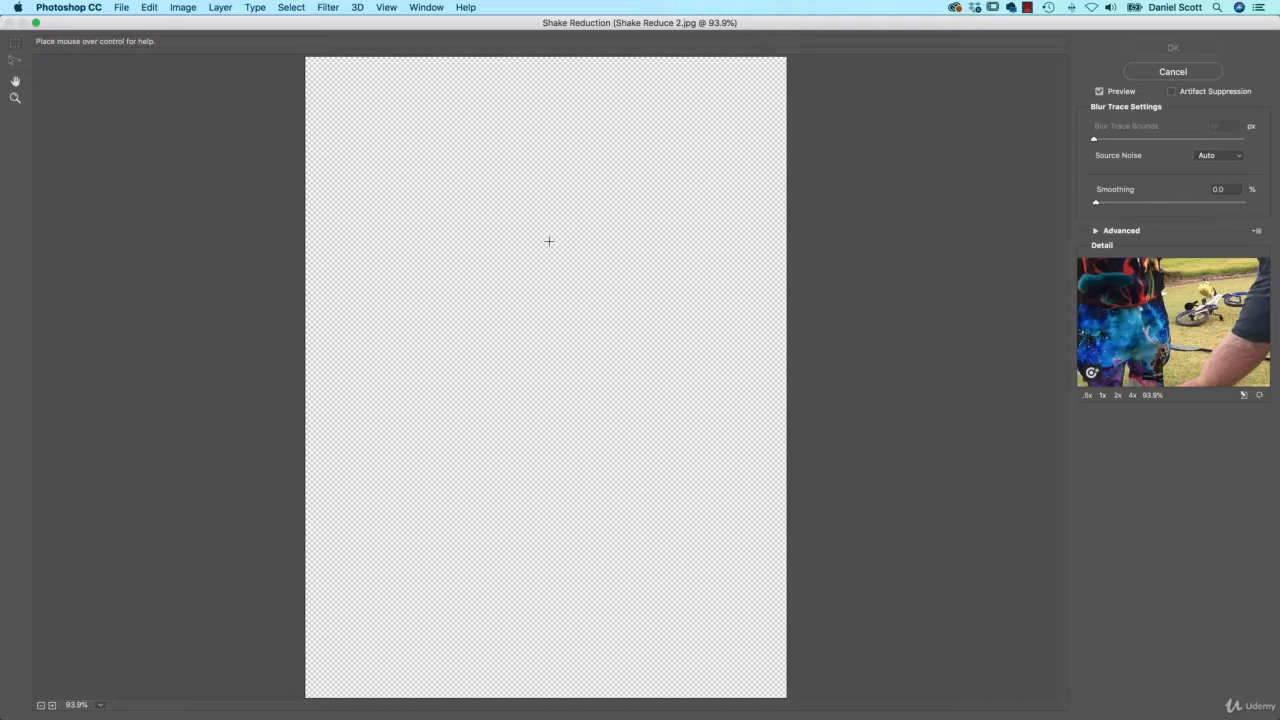 Photoshop CC File Edit Image Layer Type Select Filter 3D View Window Help Daniel Scott
Shake Reduction (Shake Reduce 2.jpg @ 93.9%)
Place mouse over control for help.
OK
Cancel
Preview Artifact Suppression
Blur Trace Settings
Blur Trace Bounds px
Source Noise Auto
Smoothing 0.0 %
Advanced
Detail
.5x 1x 2x 4x 93.9%
93.9%
Udemy